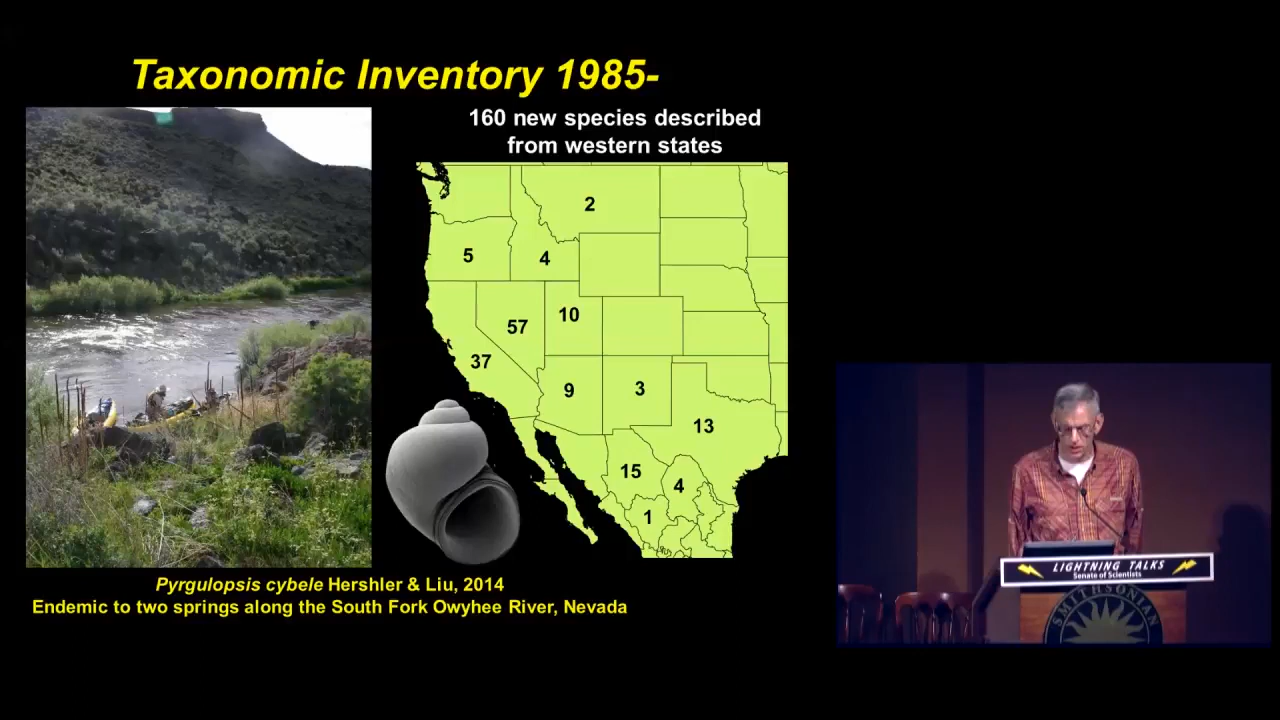 Taxonomic Inventory 1985-
160 new species described
from western states
2
5
4
10
57
37
9
3
13
15
4
1
Pyrgulopsis cybele Hershler & Liu, 2014
Endemic to two springs along the South Fork Owyhee River, Nevada
LIGHTNING TALKS
Senate of Scientists
SMITHSONIAN